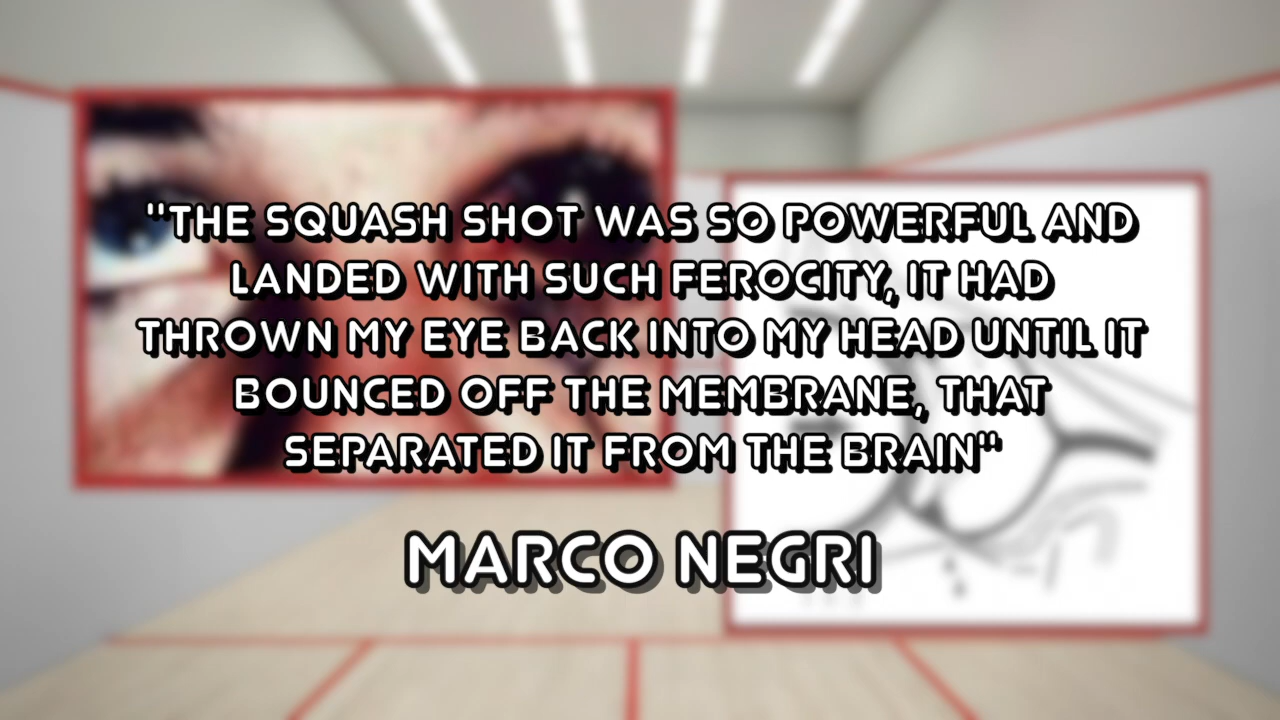 "THE SQUASH SHOT WAS SO POWERFUL AND
LANDED WITH SUCH FEROCITY, IT HAD
THROWN MY EYE BACK INTO MY HEAD UNTIL IT
BOUNCED OFF THE MEMBRANE, THAT
SEPARATED IT FROM THE BRAIN"
MARCO NEGRI